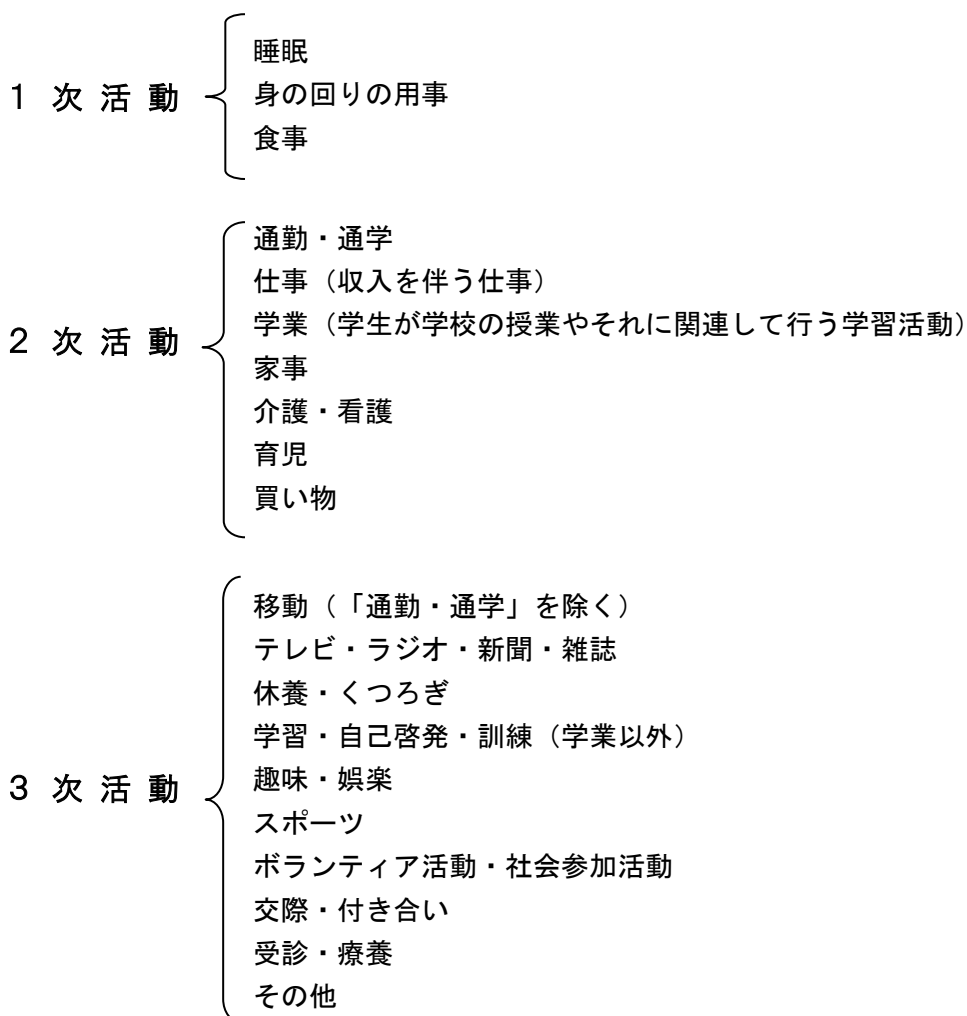 1 次 活 動
睡眠
身の回りの用事
食事
2 次 活 動
通勤・通学
仕事（収入を伴う仕事）
学業（学生が学校の授業やそれに関連して行う学習活動）
家事
介護・看護
育児
買い物
3 次 活 動
移動（「通勤・通学」を除く）
テレビ・ラジオ・新聞・雑誌
休養・くつろぎ
学習・自己啓発・訓練（学業以外）
趣味・娯楽
スポーツ
ボランティア活動・社会参加活動
交際・付き合い
受診・療養
その他